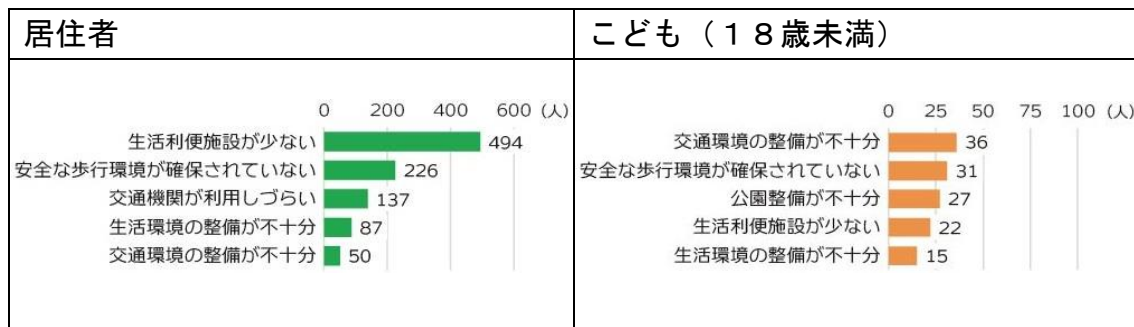 居住者
0 200 400 600 (人)
生活利便施設が少ない 494
安全な歩行環境が確保されていない 226
交通機関が利用しづらい 137
生活環境の整備が不十分 87
交通環境の整備が不十分 50
こども（１８歳未満）
0 25 50 75 100 (人)
交通環境の整備が不十分 36
安全な歩行環境が確保されていない 31
公園整備が不十分 27
生活利便施設が少ない 22
生活環境の整備が不十分 15